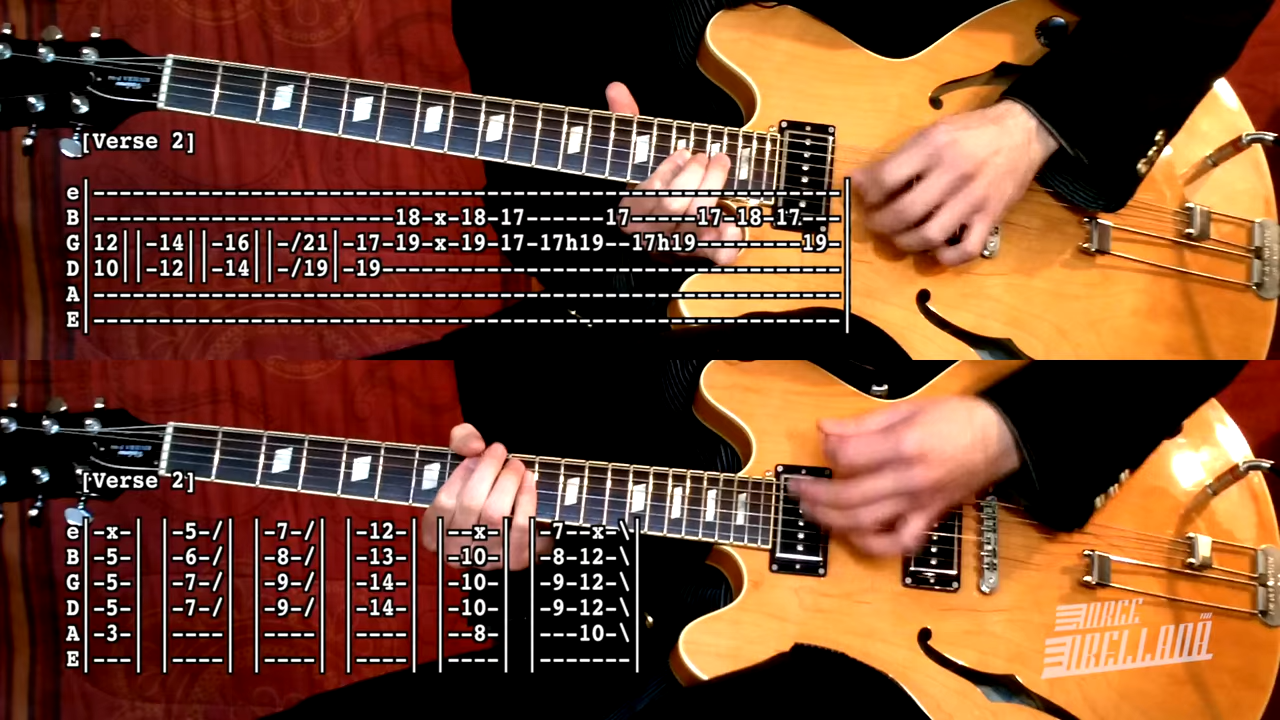 [Verse 2]
e|----------------------------------------------------------|
B|-----------------------18-x-18-17------17-----17-18-17---|
G|12||-14||-16||-/21|-17-19-x-19-17-17h19--17h19--------19-|
D|10||-12||-14||-/19|-19-----------------------------------|
A|----------------------------------------------------------|
E|----------------------------------------------------------|
[Verse 2]
e|-x-| |-5-/| |-7-/| |-12-| |--x-| |-7--x-\|
B|-5-| |-6-/| |-8-/| |-13-| |-10-| |-8-12-\|
G|-5-| |-7-/| |-9-/| |-14-| |-10-| |-9-12-\|
D|-5-| |-7-/| |-9-/| |-14-| |-10-| |-9-12-\|
A|-3-| |----| |----| |----| |--8-| |---10-\|
E|---| |----| |----| |----| |----| |-------|
JORGE
ORELLANA